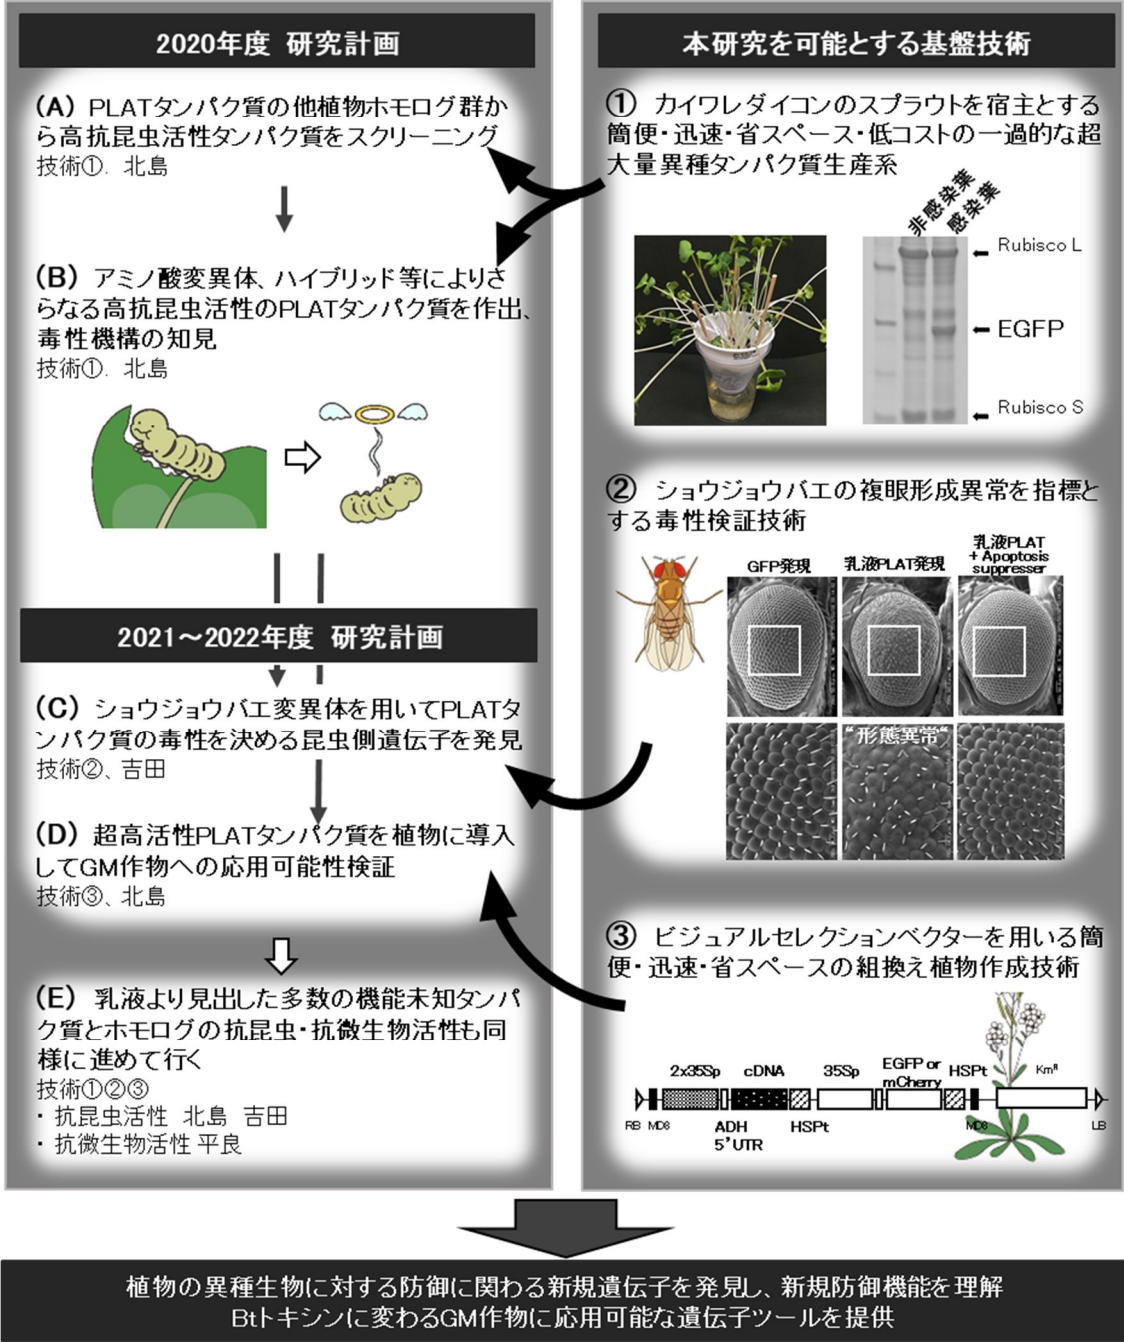 2020年度 研究計画
(A) PLATタンパク質の他植物ホモログ群か
ら高抗昆虫活性タンパク質をスクリーニング
技術①. 北島
(B) アミノ酸変異体、ハイブリッド等によりさ
らなる高抗昆虫活性のPLATタンパク質を作出、
毒性機構の知見
技術①. 北島
2021～2022年度 研究計画
(C) ショウジョウバエ変異体を用いてPLATタ
ンパク質の毒性を決める昆虫側遺伝子を発見
技術②、吉田
(D) 超高活性PLATタンパク質を植物に導入
してGM作物への応用可能性検証
技術③、北島
(E) 乳液より見出した多数の機能未知タンパ
ク質とホモログの抗昆虫・抗微生物活性も同
様に進めて行く
技術①②③
・ 抗昆虫活性 北島 吉田
・ 抗微生物活性 平良
本研究を可能とする基盤技術
① カイワレダイコンのスプラウトを宿主とする
簡便・迅速・省スペース・低コストの一過的な超
大量異種タンパク質生産系
非感染葉
感染葉
Rubisco L
EGFP
Rubisco S
② ショウジョウバエの複眼形成異常を指標と
する毒性検証技術
GFP発現
乳液PLAT発現
乳液PLAT
+ Apoptosis
suppresser
“形態異常“
③ ビジュアルセレクションベクターを用いる簡
便・迅速・省スペースの組換え植物作成技術
2x35Sp
cDNA
35Sp
EGFP or
mCherry
HSPt
Kmᴿ
RB
MD8
ADH
5'UTR
HSPt
MD8
LB
植物の異種生物に対する防御に関わる新規遺伝子を発見し、新規防御機能を理解
Btトキシンに変わるGM作物に応用可能な遺伝子ツールを提供